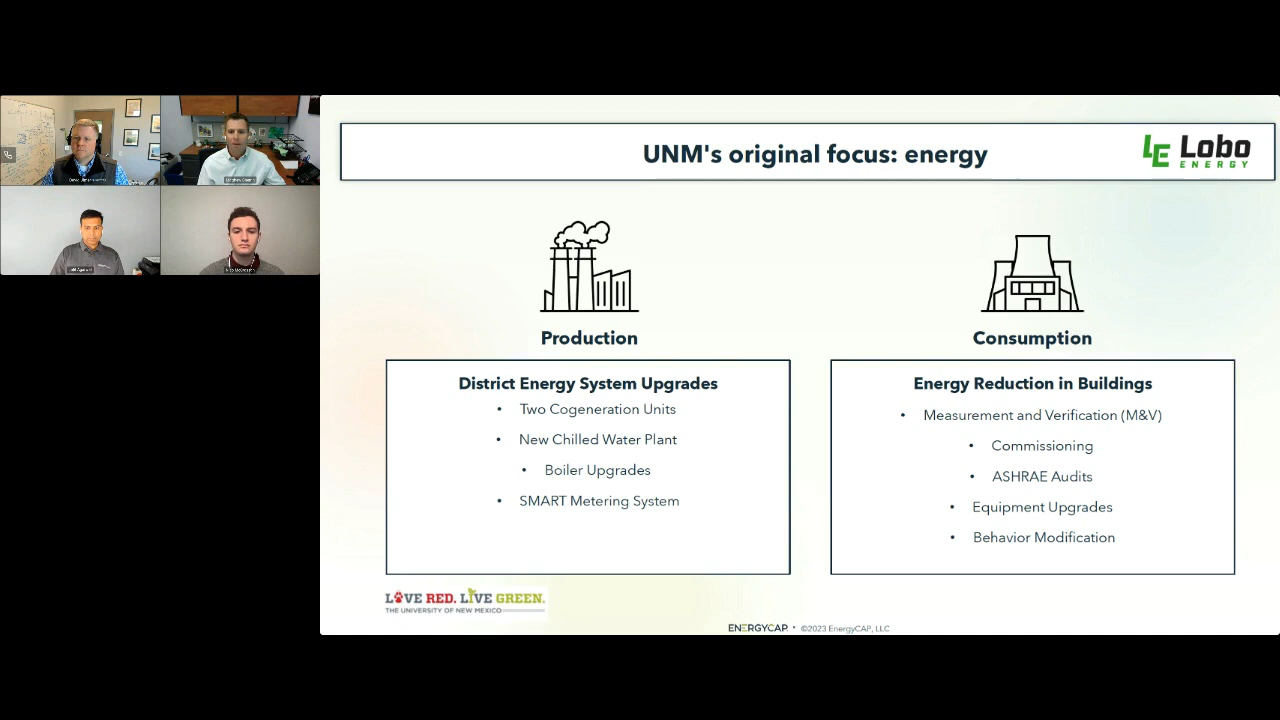 UNM's original focus: energy
LE Lobo
ENERGY
Production
Consumption
District Energy System Upgrades
• Two Cogeneration Units
• New Chilled Water Plant
• Boiler Upgrades
• SMART Metering System
Energy Reduction in Buildings
• Measurement and Verification (M&V)
• Commissioning
• ASHRAE Audits
• Equipment Upgrades
• Behavior Modification
LOVE RED. LIVE GREEN.
THE UNIVERSITY OF NEW MEXICO
ENERGYCAP. • ©2023 EnergyCAP, LLC